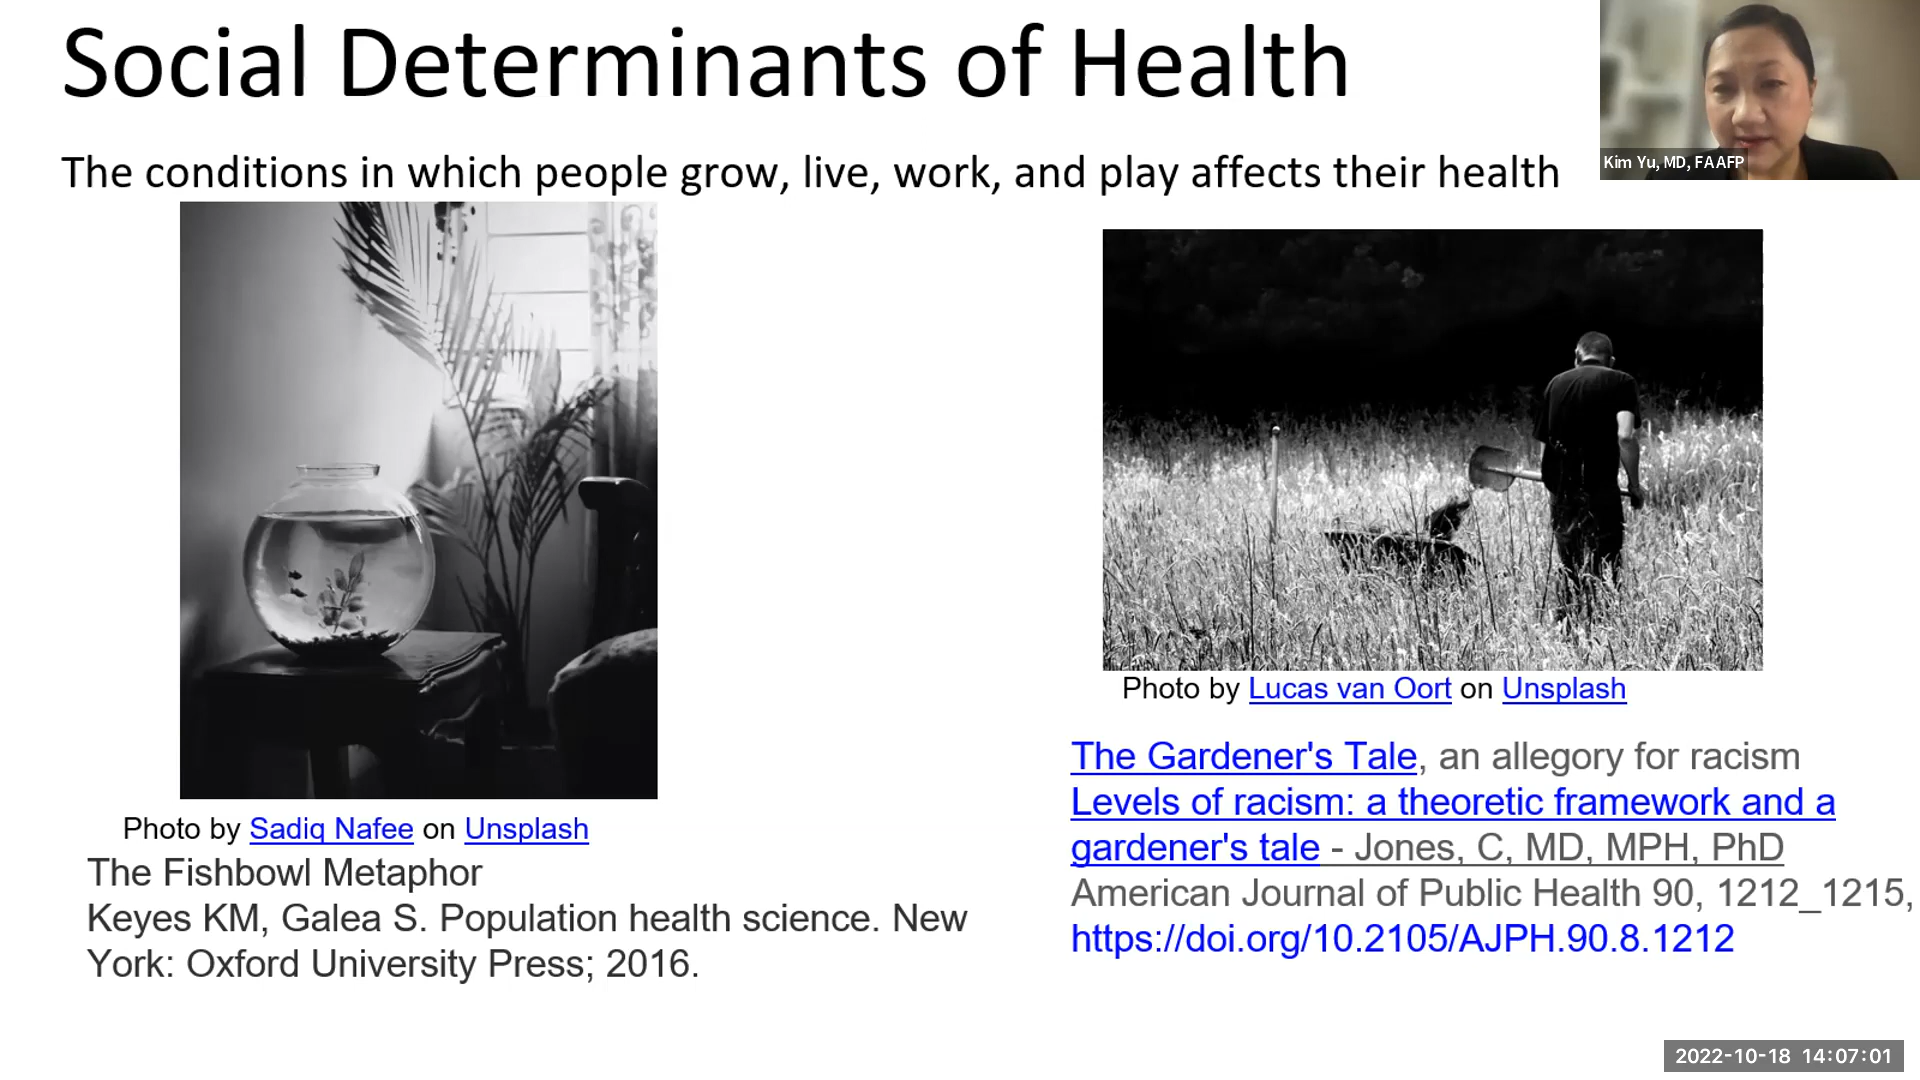 Social Determinants of Health
Kim Yu, MD, FAAFP
The conditions in which people grow, live, work, and play affects their health
Photo by Sadiq Nafee on Unsplash
The Fishbowl Metaphor
Keyes KM, Galea S. Population health science. New
York: Oxford University Press; 2016.
Photo by Lucas van Oort on Unsplash
The Gardener's Tale, an allegory for racism
Levels of racism: a theoretic framework and a
gardener's tale - Jones, C, MD, MPH, PhD
American Journal of Public Health 90, 1212_1215,
https://doi.org/10.2105/AJPH.90.8.1212
2022-10-18 14:07:01